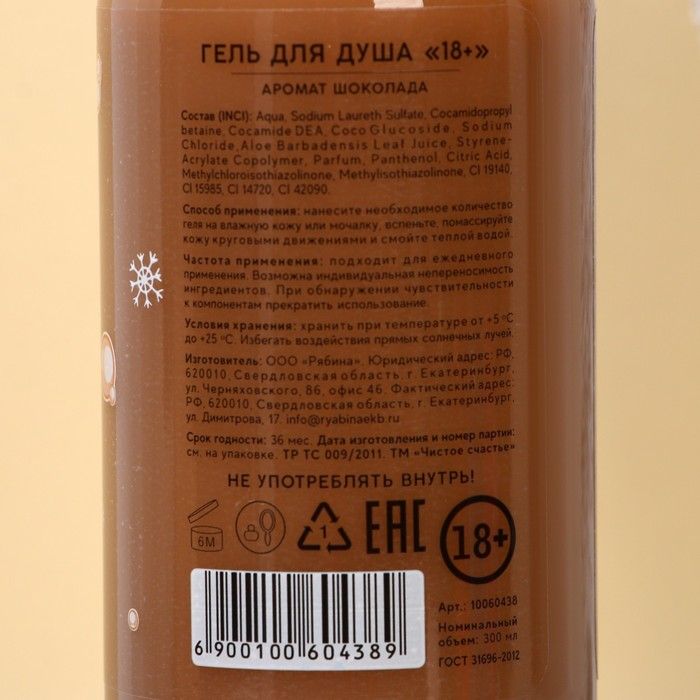 ГЕЛЬ ДЛЯ ДУША «18+»
АРОМАТ ШОКОЛАДА
Состав (INCI): Aqua, Sodium Laureth Sulfate, Cocamidopropyl
betaine, Cocamide DEA, Coco Glucoside, Sodium
Chloride, Aloe Barbadensis Leaf Juice, Styrene-
Acrylate Copolymer, Parfum, Panthenol, Citric Acid,
Methylchloroisothiazolinone, Methylisothiazolinone, CI 19140,
CI 15985, CI 14720, CI 42090.
Способ применения: нанесите необходимое количество
геля на влажную кожу или мочалку, вспеньте, помассируйте
кожу круговыми движениями и смойте теплой водой.
Частота применения: подходит для ежедневного
применения. Возможна индивидуальная непереносимость
ингредиентов. При обнаружении чувствительности
к компонентам прекратить использование.
Условия хранения: хранить при температуре от +5 °C
до +25 °C. Избегать воздействия прямых солнечных лучей.
Изготовитель: ООО «Рябина». Юридический адрес: РФ,
620010, Свердловская область, г. Екатеринбург,
ул. Черняховского, 86, офис 46. Фактический адрес:
РФ, 620010, Свердловская область, г. Екатеринбург,
ул. Димитрова, 17. info@ryabinaekb.ru
Срок годности: 36 мес. Дата изготовления и номер партии:
см. на упаковке. ТР ТС 009/2011. ТМ «Чистое счастье»
НЕ УПОТРЕБЛЯТЬ ВНУТРЬ!
6M
1
EAC
18+
6 900100 604389
Арт.: 10060438
Номинальный
объем: 300 мл
ГОСТ 31696-2012